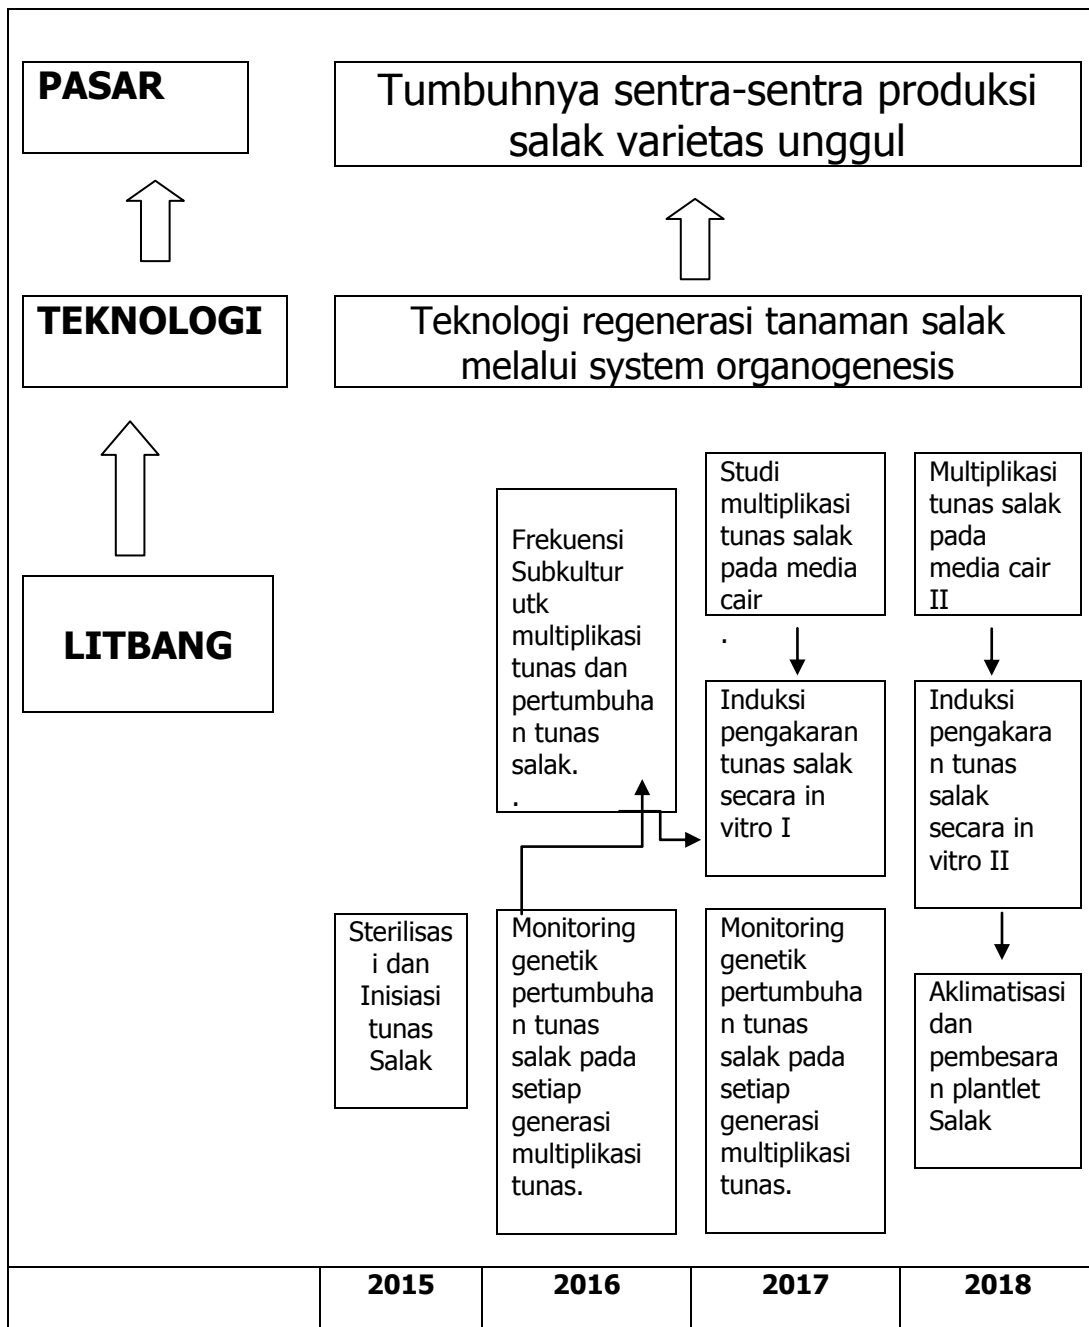 PASAR
Tumbuhnya sentra-sentra produksi
salak varietas unggul
TEKNOLOGI
Teknologi regenerasi tanaman salak
melalui system organogenesis
LITBANG
Frekuensi
Subkultur
utk
multiplikasi
tunas dan
pertumbuha
n tunas
salak.
.
Studi
multiplikasi
tunas salak
pada media
cair
.
Multiplikasi
tunas salak
pada
media cair
II
Induksi
pengakaran
tunas salak
secara in
vitro I
Induksi
pengakara
n tunas
salak
secara in
vitro II
Sterilisas
i dan
Inisiasi
tunas
Salak
Monitoring
genetik
pertumbuha
n tunas
salak pada
setiap
generasi
multiplikasi
tunas.
Monitoring
genetik
pertumbuha
n tunas
salak pada
setiap
generasi
multiplikasi
tunas.
Aklimatisasi
dan
pembesara
n plantlet
Salak
2015 2016 2017 2018